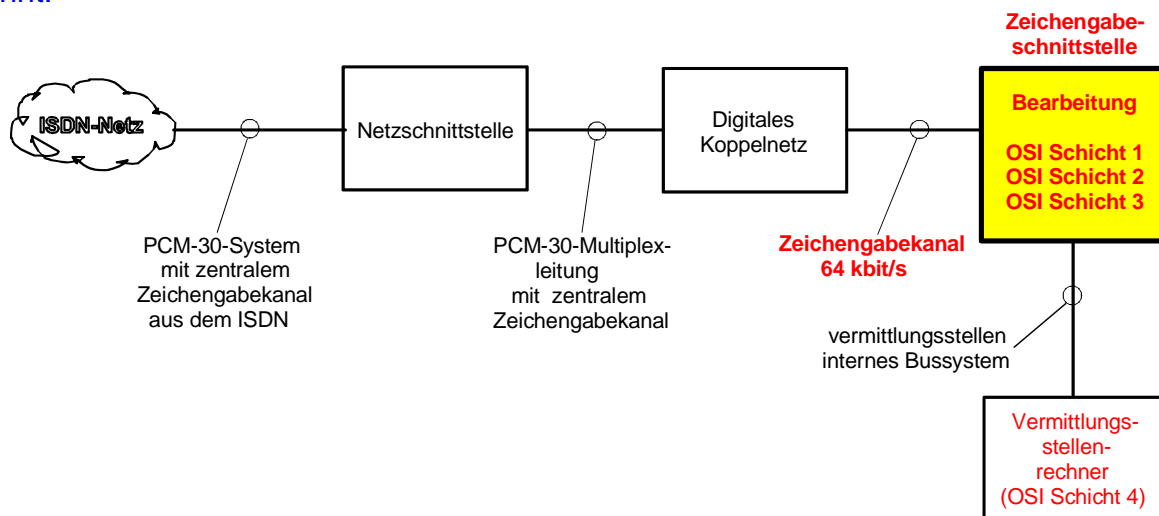 Zeichengabe-
schnittstelle
ISDN-Netz
Netzschnittstelle
Digitales
Koppelnetz
Bearbeitung
OSI Schicht 1
OSI Schicht 2
OSI Schicht 3
PCM-30-System
mit zentralem
Zeichengabekanal
aus dem ISDN
PCM-30-Multiplex-
leitung
mit zentralem
Zeichengabekanal
Zeichengabekanal
64 kbit/s
vermittlungsstellen
internes Bussystem
Vermittlungs-
stellen-
rechner
(OSI Schicht 4)